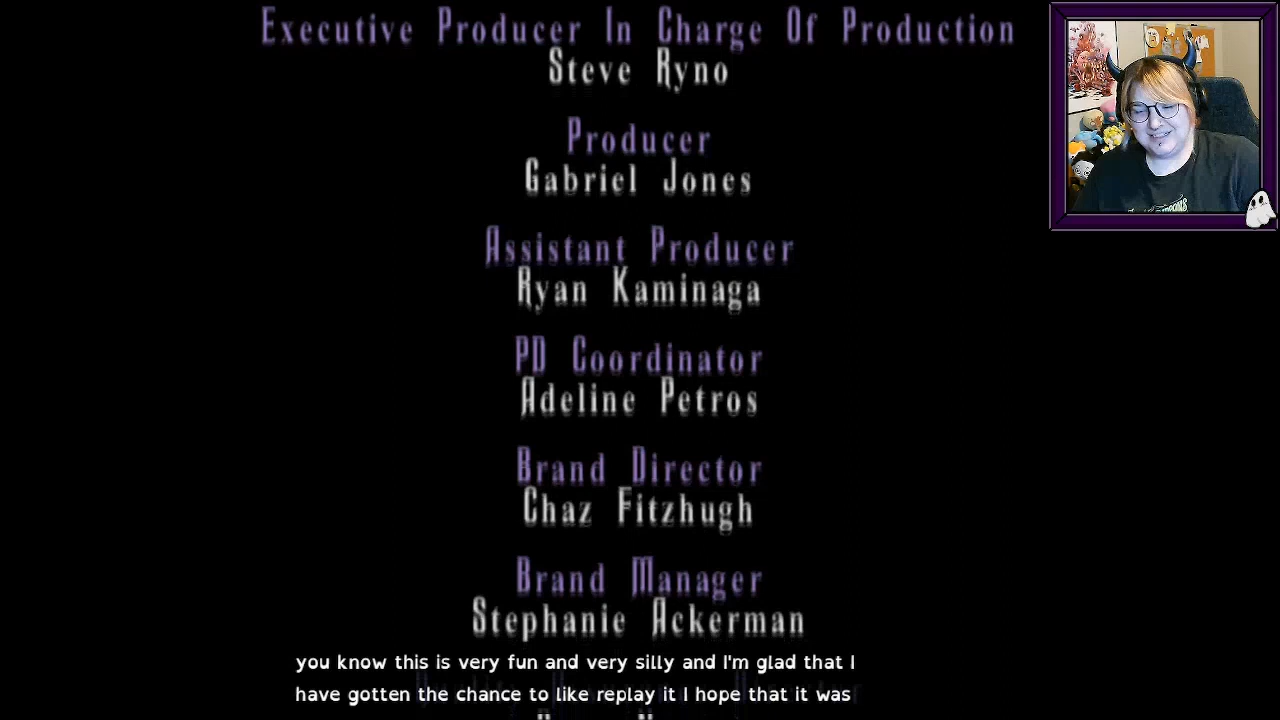 Executive Producer In Charge Of Production
Steve Ryno
Producer
Gabriel Jones
Assistant Producer
Ryan Kaminaga
PD Coordinator
Adeline Petros
Brand Director
Chaz Fitzhugh
Brand Manager
Stephanie Ackerman
you know this is very fun and very silly and I'm glad that I
have gotten the chance to like replay it I hope that it was